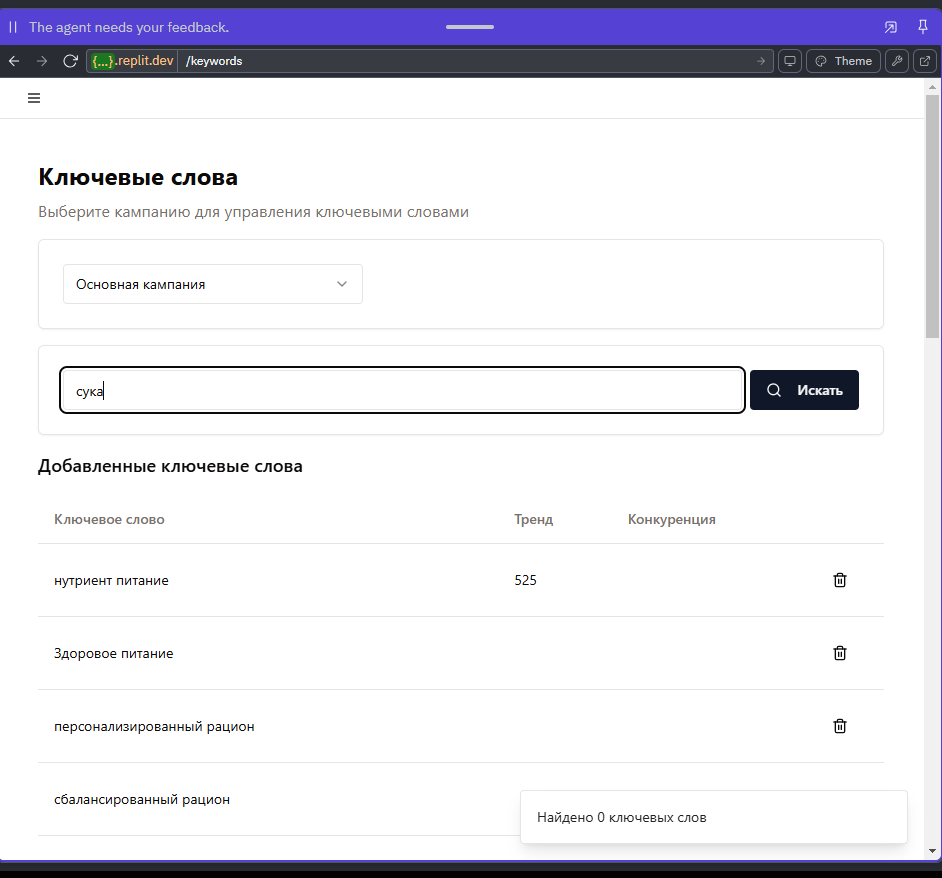 The agent needs your feedback.
{...}.replit.dev /keywords
Theme
Ключевые слова
Выберите кампанию для управления ключевыми словами
Основная кампания
сука
Искать
Добавленные ключевые слова
Ключевое слово Тренд Конкуренция
нутриент питание 525
Здоровое питание
персонализированный рацион
сбалансированный рацион
Найдено 0 ключевых слов